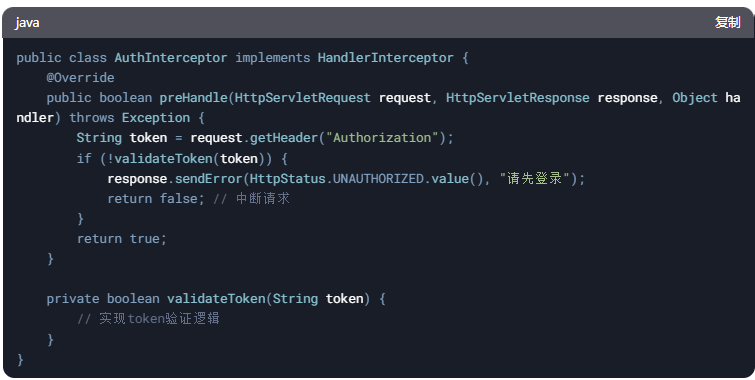 java
复制
public class AuthInterceptor implements HandlerInterceptor {
    @Override
    public boolean preHandle(HttpServletRequest request, HttpServletResponse response, Object ha
ndler) throws Exception {
        String token = request.getHeader("Authorization");
        if (!validateToken(token)) {
            response.sendError(HttpStatus.UNAUTHORIZED.value(), "请先登录");
            return false; // 中断请求
        }
        return true;
    }

    private boolean validateToken(String token) {
        // 实现token验证逻辑
    }
}